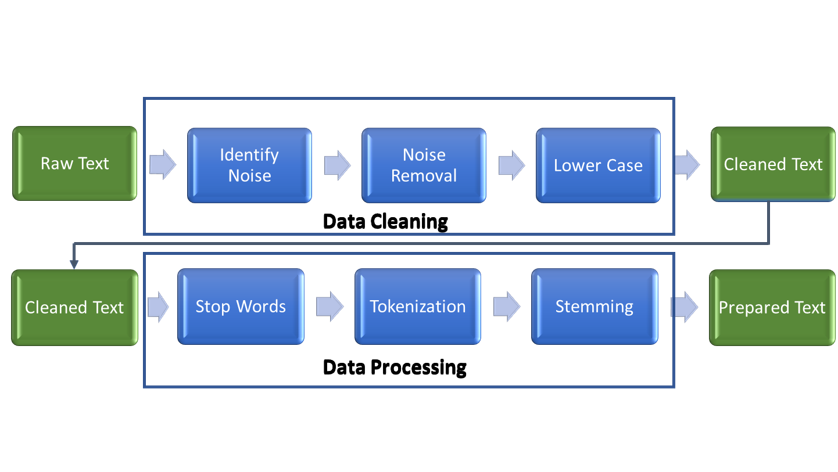 Raw Text
Identify
Noise
Noise
Removal
Lower Case
Cleaned Text
Data Cleaning
Cleaned Text
Stop Words
Tokenization
Stemming
Prepared Text
Data Processing